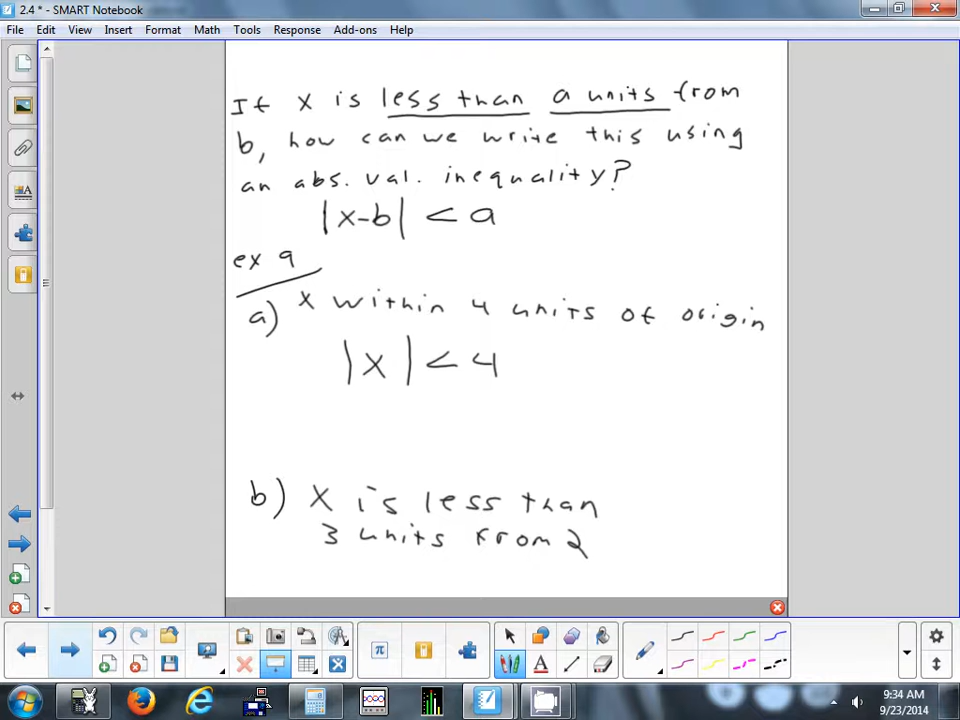 2.4 * - SMART Notebook
File Edit View Insert Format Math Tools Response Add-ons Help
If x is less than a units from
b, how can we write this using
an abs. val. inequality?
|x-b| < a
ex 9
a) x within 4 units of origin
|x| < 4
b) x is less than
3 units from 2
9:34 AM
9/23/2014